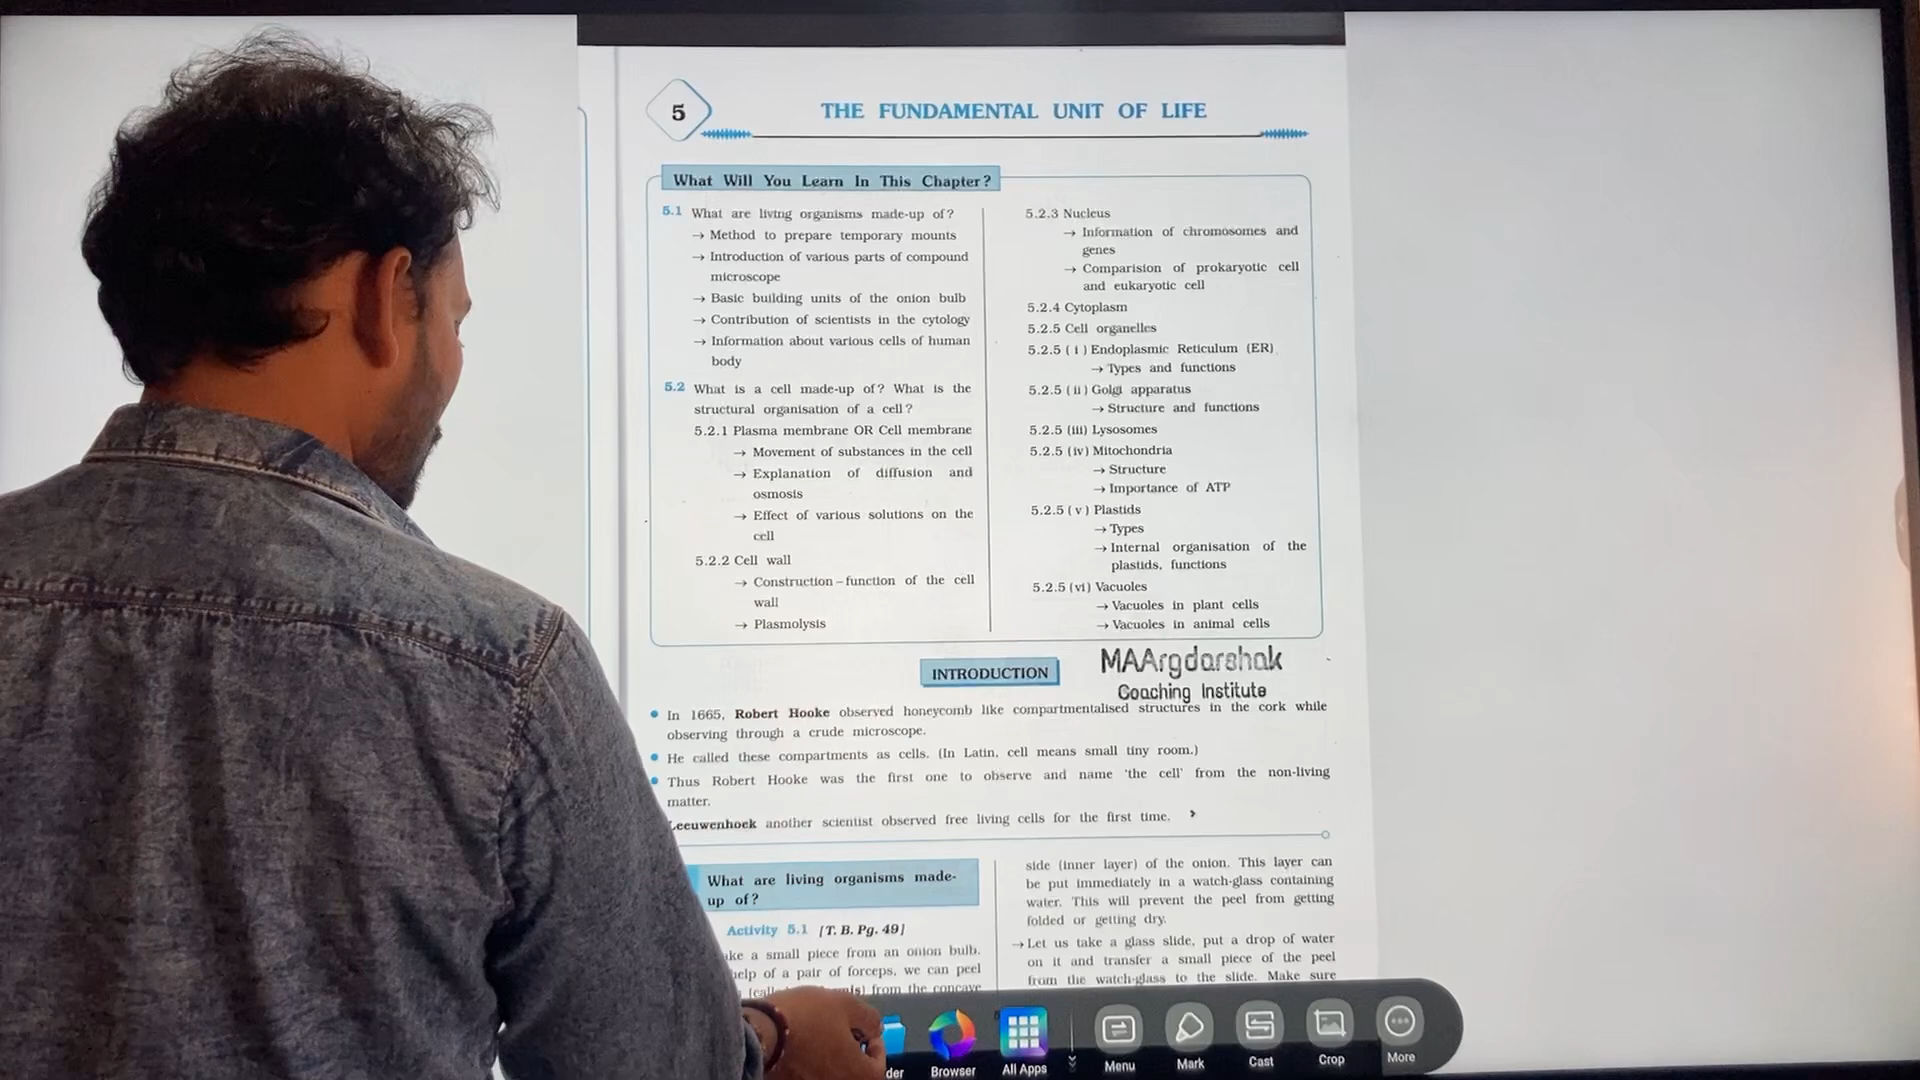 5
THE FUNDAMENTAL UNIT OF LIFE
What Will You Learn In This Chapter?
5.1 What are living organisms made-up of?
→ Method to prepare temporary mounts
→ Introduction of various parts of compound
microscope
→ Basic building units of the onion bulb
→ Contribution of scientists in the cytology
→ Information about various cells of human
body
5.2 What is a cell made-up of? What is the
structural organisation of a cell?
5.2.1 Plasma membrane OR Cell membrane
→ Movement of substances in the cell
→ Explanation of diffusion and
osmosis
→ Effect of various solutions on the
cell
5.2.2 Cell wall
→ Construction–function of the cell
wall
→ Plasmolysis
5.2.3 Nucleus
→ Information of chromosomes and
genes
→ Comparision of prokaryotic cell
and eukaryotic cell
5.2.4 Cytoplasm
5.2.5 Cell organelles
5.2.5 (i) Endoplasmic Reticulum (ER)
→ Types and functions
5.2.5 (ii) Golgi apparatus
→ Structure and functions
5.2.5 (iii) Lysosomes
5.2.5 (iv) Mitochondria
→ Structure
→ Importance of ATP
5.2.5 (v) Plastids
→ Types
→ Internal organisation of the
plastids, functions
5.2.5 (vi) Vacuoles
→ Vacuoles in plant cells
→ Vacuoles in animal cells
INTRODUCTION
MAArgdarshak
Coaching Institute
• In 1665, Robert Hooke observed honeycomb like compartmentalised structures in the cork while
observing through a crude microscope.
• He called these compartments as cells. (In Latin, cell means small tiny room.)
• Thus Robert Hooke was the first one to observe and name 'the cell' from the non-living
matter.
Leeuwenhoek another scientist observed free living cells for the first time.
What are living organisms made-
up of?
Activity 5.1 [T. B. Pg. 49]
a small piece from an onion bulb.
help of a pair of forceps, we can peel
from the concave
side (inner layer) of the onion. This layer can
be put immediately in a watch-glass containing
water. This will prevent the peel from getting
folded or getting dry.
→ Let us take a glass slide, put a drop of water
on it and transfer a small piece of the peel
from the watch-glass to the slide. Make sure
Browser
All Apps
Menu
Mark
Cast
Crop
More